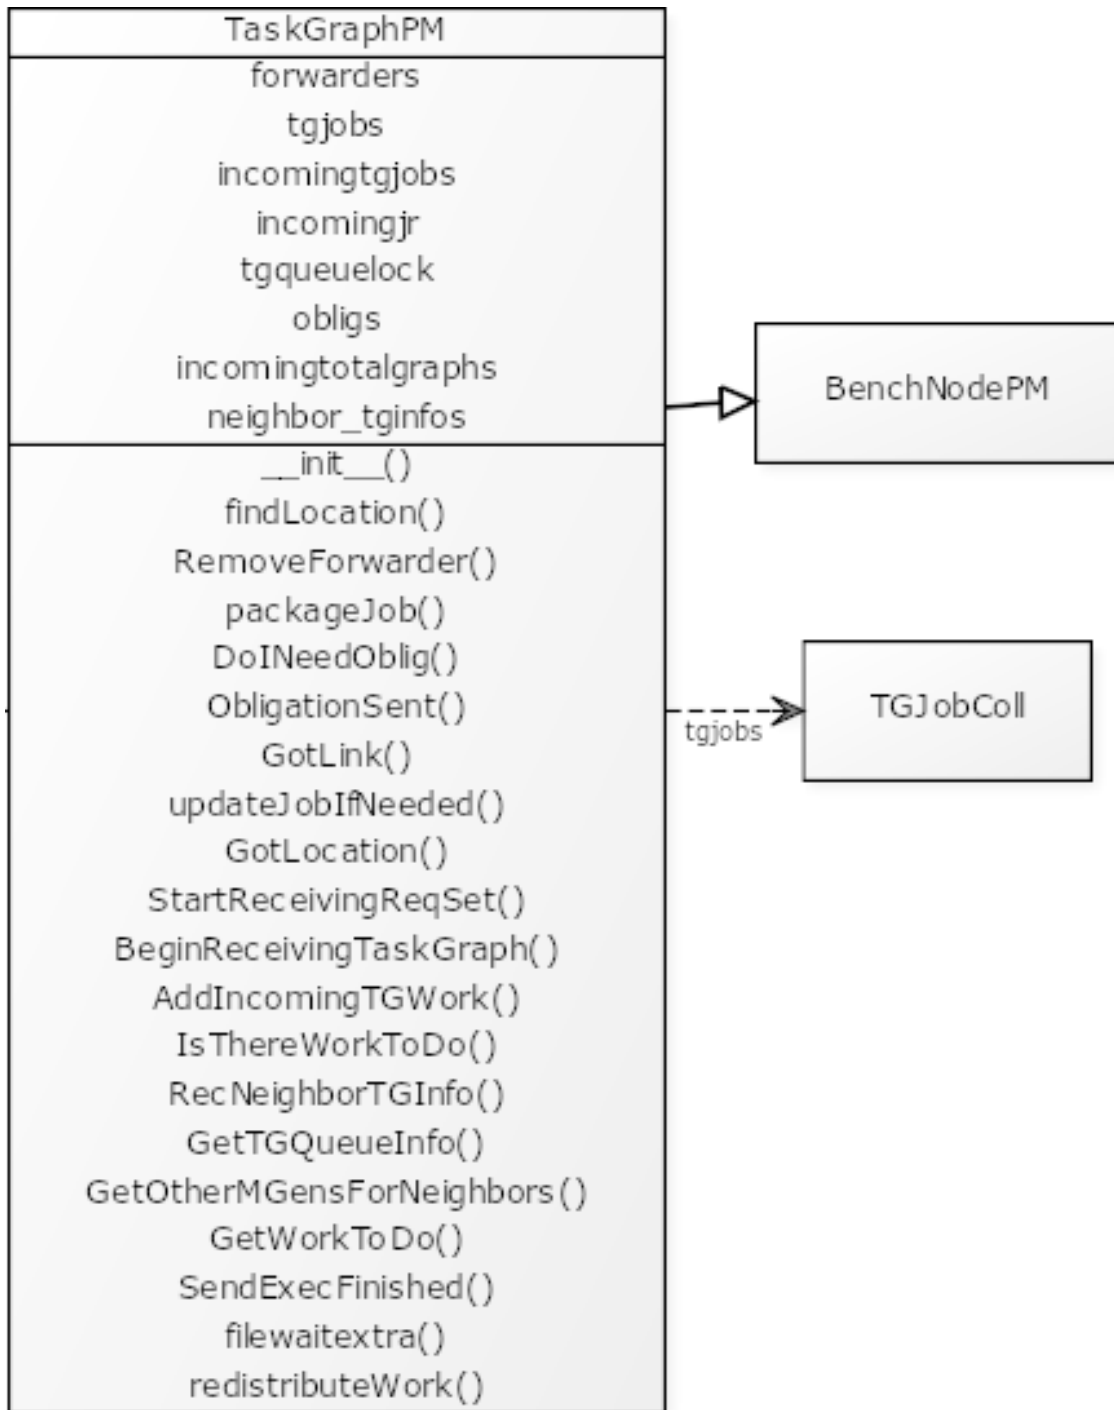 TaskGraphPM
forwarders
tgjobs
incomingtgjobs
incomingjr
tgqueuelock
obligs
incomingtotalgraphs
neighbor_tginfos
__init__()
findLocation()
RemoveForwarder()
packageJob()
DoINeedOblig()
ObligationSent()
GotLink()
updateJobIfNeeded()
GotLocation()
StartReceivingReqSet()
BeginReceivingTaskGraph()
AddIncomingTGWork()
IsThereWorkToDo()
RecNeighborTGInfo()
GetTGQueueInfo()
GetOtherMGensForNeighbors()
GetWorkToDo()
SendExecFinished()
filewaitextra()
redistributeWork()
BenchNodePM
tgjobs
TGJobColl